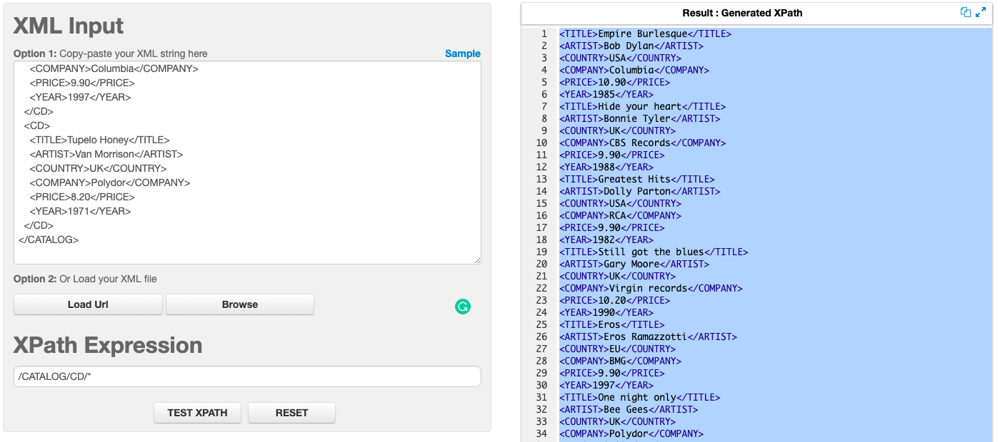 XML Input
Option 1: Copy-paste your XML string here
Sample
<COMPANY>Columbia</COMPANY>
<PRICE>9.90</PRICE>
<YEAR>1997</YEAR>
</CD>
<CD>
<TITLE>Tupelo Honey</TITLE>
<ARTIST>Van Morrison</ARTIST>
<COUNTRY>UK</COUNTRY>
<COMPANY>Polydor</COMPANY>
<PRICE>8.20</PRICE>
<YEAR>1971</YEAR>
</CD>
</CATALOG>
Option 2: Or Load your XML file
Load Url
Browse
XPath Expression
/CATALOG/CD/*
TEST XPATH
RESET
Result : Generated XPath
1 <TITLE>Empire Burlesque</TITLE>
2 <ARTIST>Bob Dylan</ARTIST>
3 <COUNTRY>USA</COUNTRY>
4 <COMPANY>Columbia</COMPANY>
5 <PRICE>10.90</PRICE>
6 <YEAR>1985</YEAR>
7 <TITLE>Hide your heart</TITLE>
8 <ARTIST>Bonnie Tyler</ARTIST>
9 <COUNTRY>UK</COUNTRY>
10 <COMPANY>CBS Records</COMPANY>
11 <PRICE>9.90</PRICE>
12 <YEAR>1988</YEAR>
13 <TITLE>Greatest Hits</TITLE>
14 <ARTIST>Dolly Parton</ARTIST>
15 <COUNTRY>USA</COUNTRY>
16 <COMPANY>RCA</COMPANY>
17 <PRICE>9.90</PRICE>
18 <YEAR>1982</YEAR>
19 <TITLE>Still got the blues</TITLE>
20 <ARTIST>Gary Moore</ARTIST>
21 <COUNTRY>UK</COUNTRY>
22 <COMPANY>Virgin records</COMPANY>
23 <PRICE>10.20</PRICE>
24 <YEAR>1990</YEAR>
25 <TITLE>Eros</TITLE>
26 <ARTIST>Eros Ramazzotti</ARTIST>
27 <COUNTRY>EU</COUNTRY>
28 <COMPANY>BMG</COMPANY>
29 <PRICE>9.90</PRICE>
30 <YEAR>1997</YEAR>
31 <TITLE>One night only</TITLE>
32 <ARTIST>Bee Gees</ARTIST>
33 <COUNTRY>UK</COUNTRY>
34 <COMPANY>Polydor</COMPANY>